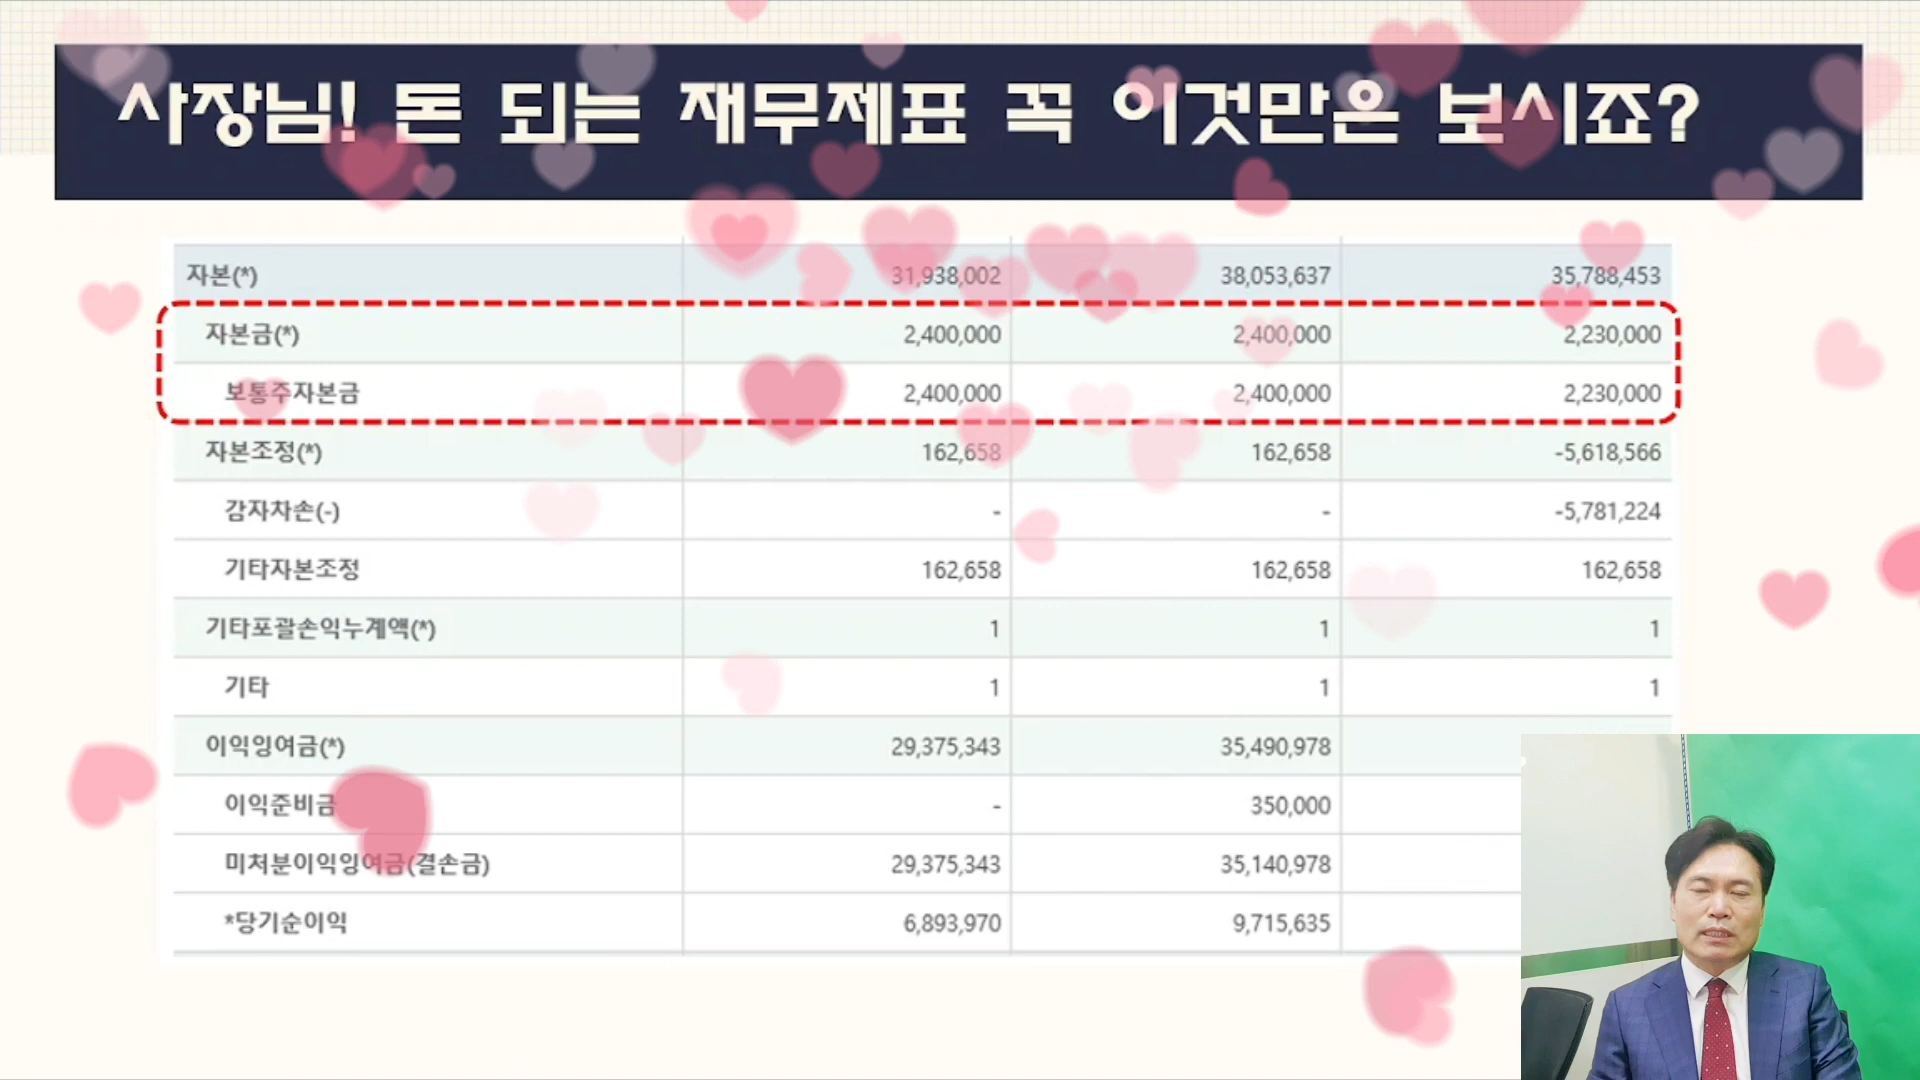 사장님! 돈 되는 재무제표 꼭 이것만은 보시죠?
자본(*) 31,938,002 38,053,637 35,788,453
자본금(*) 2,400,000 2,400,000 2,230,000
보통주자본금 2,400,000 2,400,000 2,230,000
자본조정(*) 162,658 162,658 -5,618,566
감자차손(-) - - -5,781,224
기타자본조정 162,658 162,658 162,658
기타포괄손익누계액(*) 1 1 1
기타 1 1 1
이익잉여금(*) 29,375,343 35,490,978
이익준비금 - 350,000
미처분이익잉여금(결손금) 29,375,343 35,140,978
*당기순이익 6,893,970 9,715,635